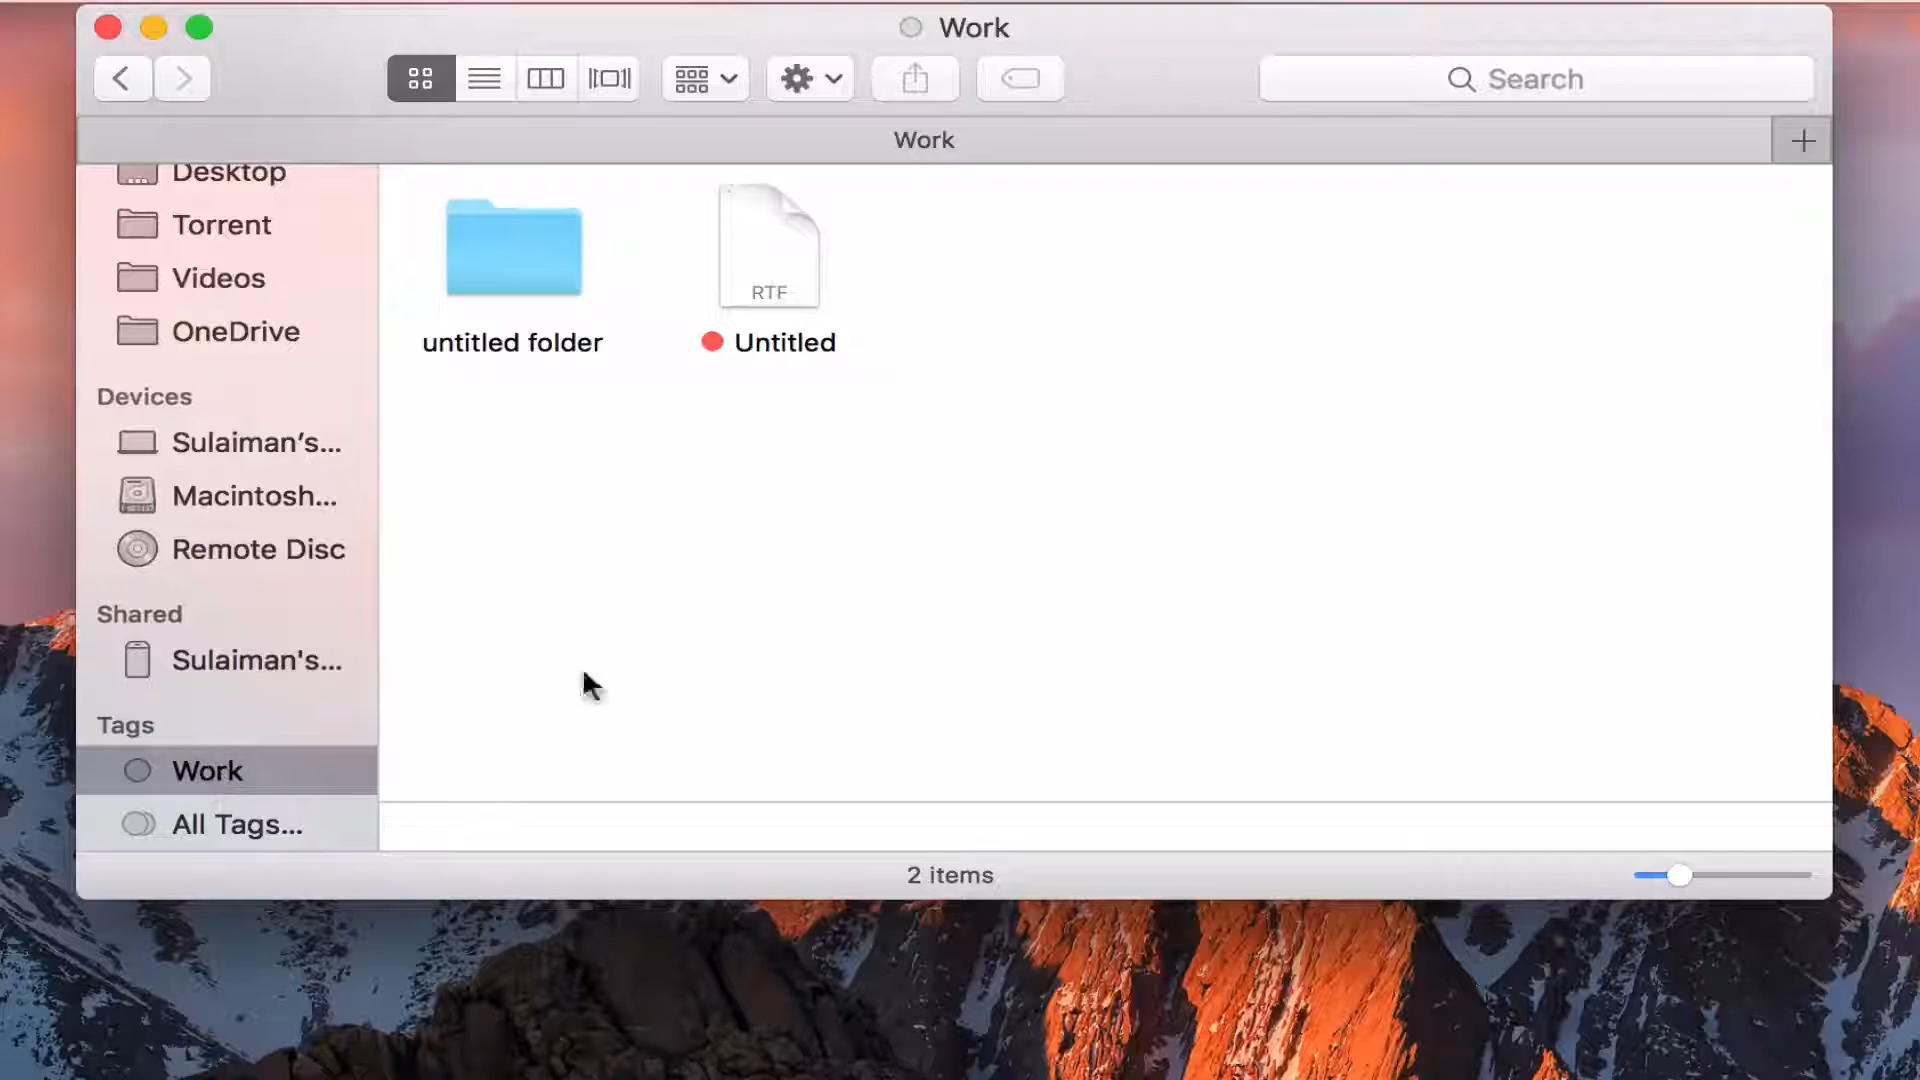 Work
Search
Work
Desktop
Torrent
Videos
OneDrive
Devices
Sulaiman’s...
Macintosh...
Remote Disc
Shared
Sulaiman's...
Tags
Work
All Tags...
RTF
untitled folder
Untitled
2 items